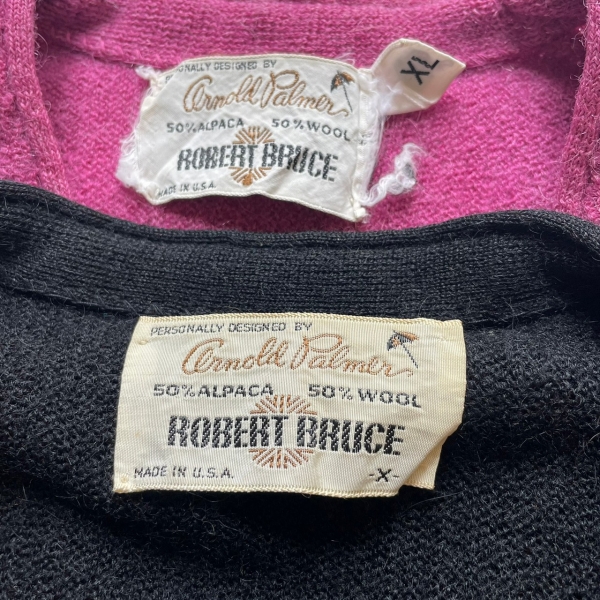 PERSONALLY DESIGNED BY
Arnold Palmer
XL
50% ALPACA 50% WOOL
ROBERT BRUCE
MADE IN U.S.A.
PERSONALLY DESIGNED BY
Arnold Palmer
50% ALPACA 50% WOOL
ROBERT BRUCE
MADE IN U.S.A. -X-